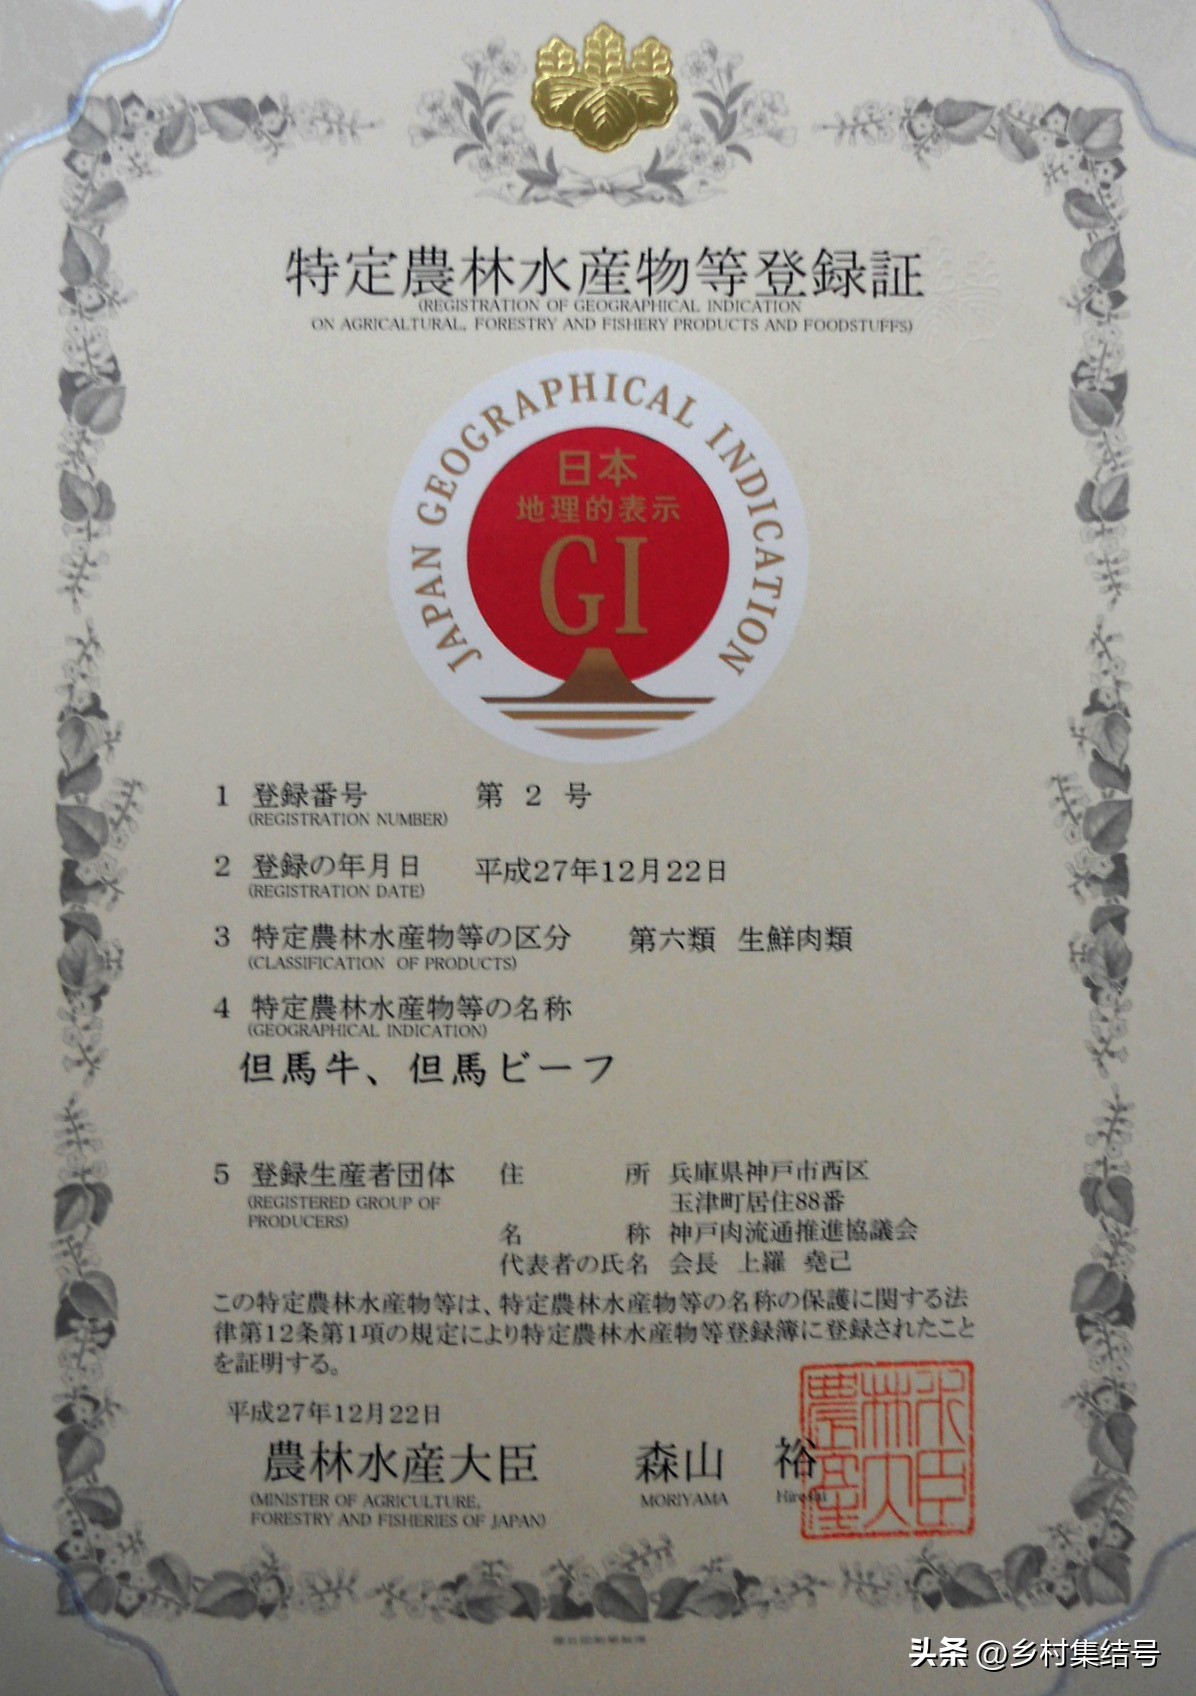 特定農林水産物等登録証
(REGISTRATION OF GEOGRAPHICAL INDICATION
ON AGRICALTURAL, FORESTRY AND FISHERY PRODUCTS AND FOODSTUFFS)
JAPAN GEOGRAPHICAL INDICATION
日本
地理的表示
GI
1 登録番号 第 2 号
(REGISTRATION NUMBER)
2 登録の年月日 平成27年12月22日
(REGISTRATION DATE)
3 特定農林水産物等の区分 第六類 生鮮肉類
(CLASSIFICATION OF PRODUCTS)
4 特定農林水産物等の名称
(GEOGRAPHICAL INDICATION)
但馬牛、但馬ビーフ
5 登録生産者団体 住 所 兵庫県神戸市西区
(REGISTERED GROUP OF
PRODUCERS)
玉津町居住88番
名 称 神戸肉流通推進協議会
代表者の氏名 会長 上羅 堯己
この特定農林水産物等は、特定農林水産物等の名称の保護に関する法
律第12条第1項の規定により特定農林水産物等登録簿に登録されたこと
を証明する。
平成27年12月22日
農林水産大臣 森山 裕
(MINISTER OF AGRICULTURE,
FORESTRY AND FISHERIES OF JAPAN)
MORIYAMA Hiroshi
農林水産大臣
头条 @乡村集结号